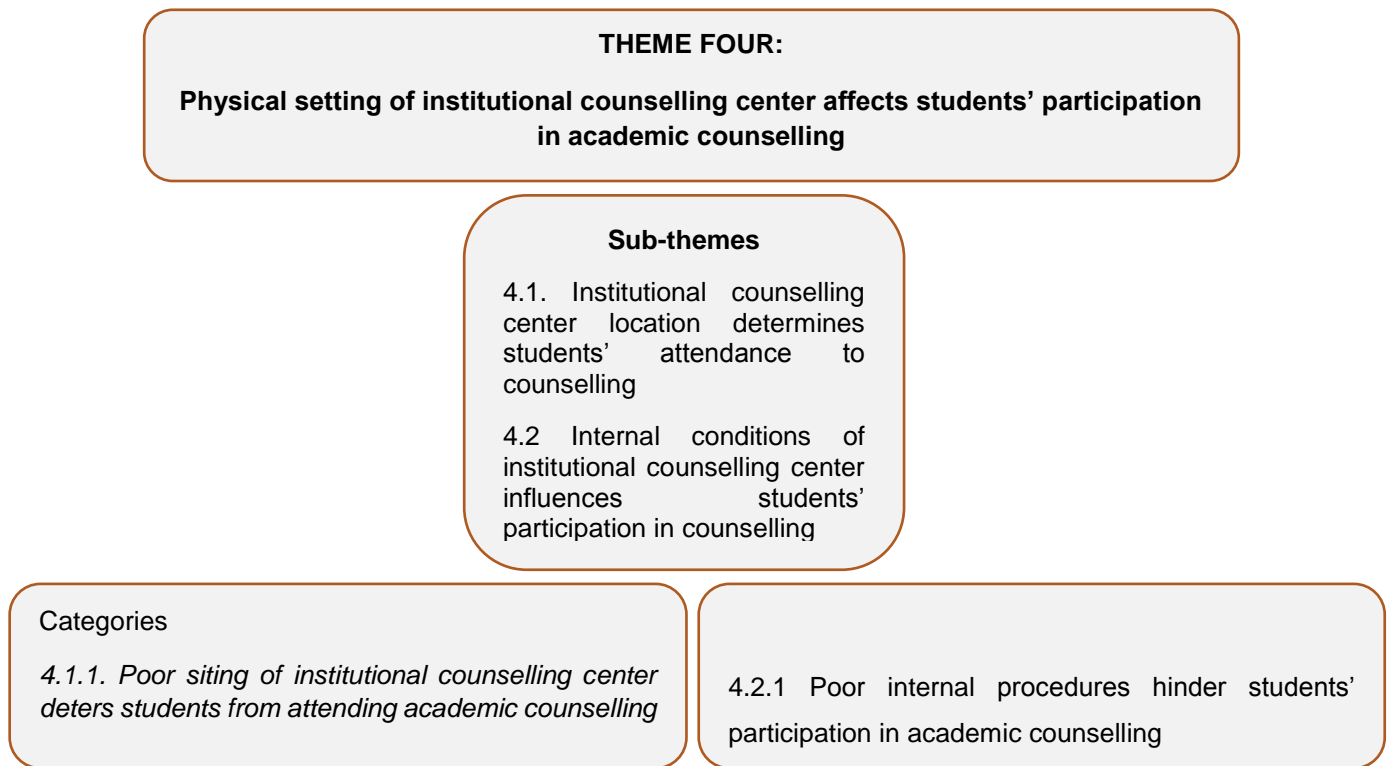 THEME FOUR:
Physical setting of institutional counselling center affects students’ participation
in academic counselling
Sub-themes
4.1. Institutional counselling
center location determines
students’ attendance to
counselling
4.2 Internal conditions of
institutional counselling center
influences students’
participation in counselling
Categories
4.1.1. Poor siting of institutional counselling center
deters students from attending academic counselling
4.2.1 Poor internal procedures hinder students’
participation in academic counselling